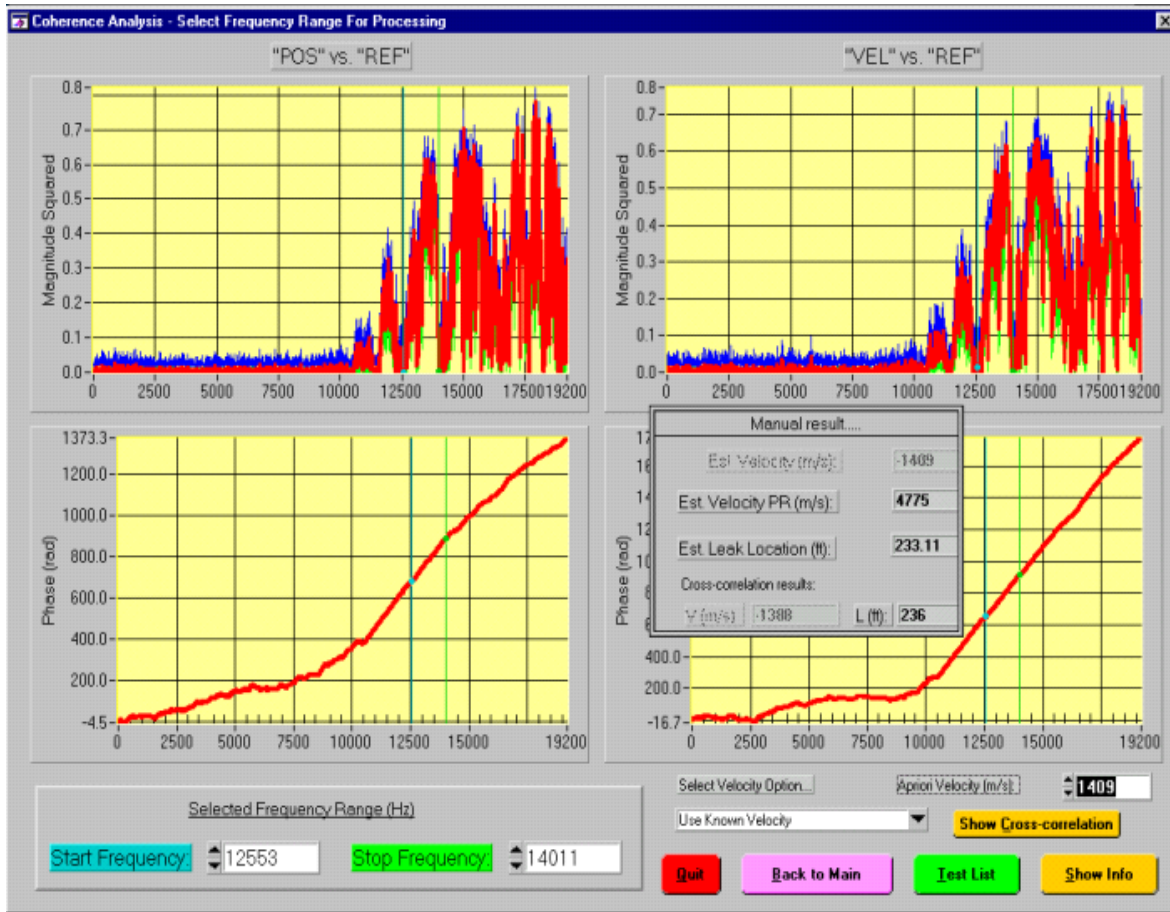 Coherence Analysis - Select Frequency Range For Processing
"POS" vs. "REF"
"VEL" vs. "REF"
Magnitude Squared
0.8
0.7
0.6
0.5
0.4
0.3
0.2
0.1
0.0
0 2500 5000 7500 10000 12500 15000 17500 19200
Magnitude Squared
0.8
0.7
0.6
0.5
0.4
0.3
0.2
0.1
0.0
0 2500 5000 7500 10000 12500 15000 17500 19200
Phase (rad)
1373.3
1200.0
1000.0
800.0
600.0
400.0
200.0
-4.5
0 2500 5000 7500 10000 12500 15000 19200
Phase (rad)
400.0
200.0
-16.7
0 2500 5000 7500 10000 12500 15000 19200
Manual result....
Est. Velocity (m/s): -1409
Est. Velocity PR (m/s): 4775
Est. Leak Location (ft): 233.11
Cross-correlation results:
V (m/s) -1388 L (ft): 236
Selected Frequency Range (Hz)
Start Frequency: 12553 Stop Frequency: 14011
Select Velocity Option... Apriori Velocity (m/s): 1409
Use Known Velocity Show Cross-correlation
Quit Back to Main Test List Show Info